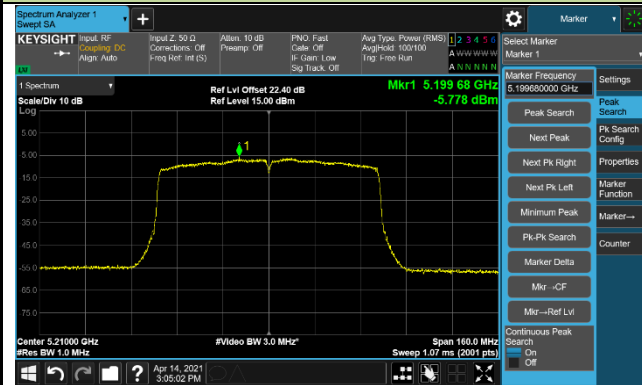 Spectrum Analyzer 1
Swept SA
+
Marker
KEYSIGHT
Input: RF
Coupling: DC
Align: Auto
Input Z: 50 Ω
Corrections: Off
Freq Ref: Int (S)
Atten: 10 dB
Preamp: Off
PNO: Fast
Gate: Off
IF Gain: Low
Sig Track: Off
Avg Type: Power (RMS)
Avg|Hold: 100/100
Trig: Free Run
1 2 3 4 5 6
A W W W W W
A N N N N N
LXI
Select Marker
Marker 1
1 Spectrum
Scale/Div 10 dB
Log
Ref Lvl Offset 22.40 dB
Ref Level 15.00 dBm
Mkr1 5.199 68 GHz
-5.778 dBm
1
5.00
-5.00
-15.0
-25.0
-35.0
-45.0
-55.0
-65.0
-75.0
Center 5.21000 GHz
#Res BW 1.0 MHz
#Video BW 3.0 MHz*
Span 160.0 MHz
Sweep 1.07 ms (2001 pts)
Marker Frequency
5.199680000 GHz
Peak Search
Next Peak
Next Pk Right
Next Pk Left
Minimum Peak
Pk-Pk Search
Marker Delta
Mkr→CF
Mkr→Ref Lvl
Continuous Peak
Search
On
Off
Settings
Peak
Search
Pk Search
Config
Properties
Marker
Function
Marker→
Counter
?
Apr 14, 2021
3:05:02 PM